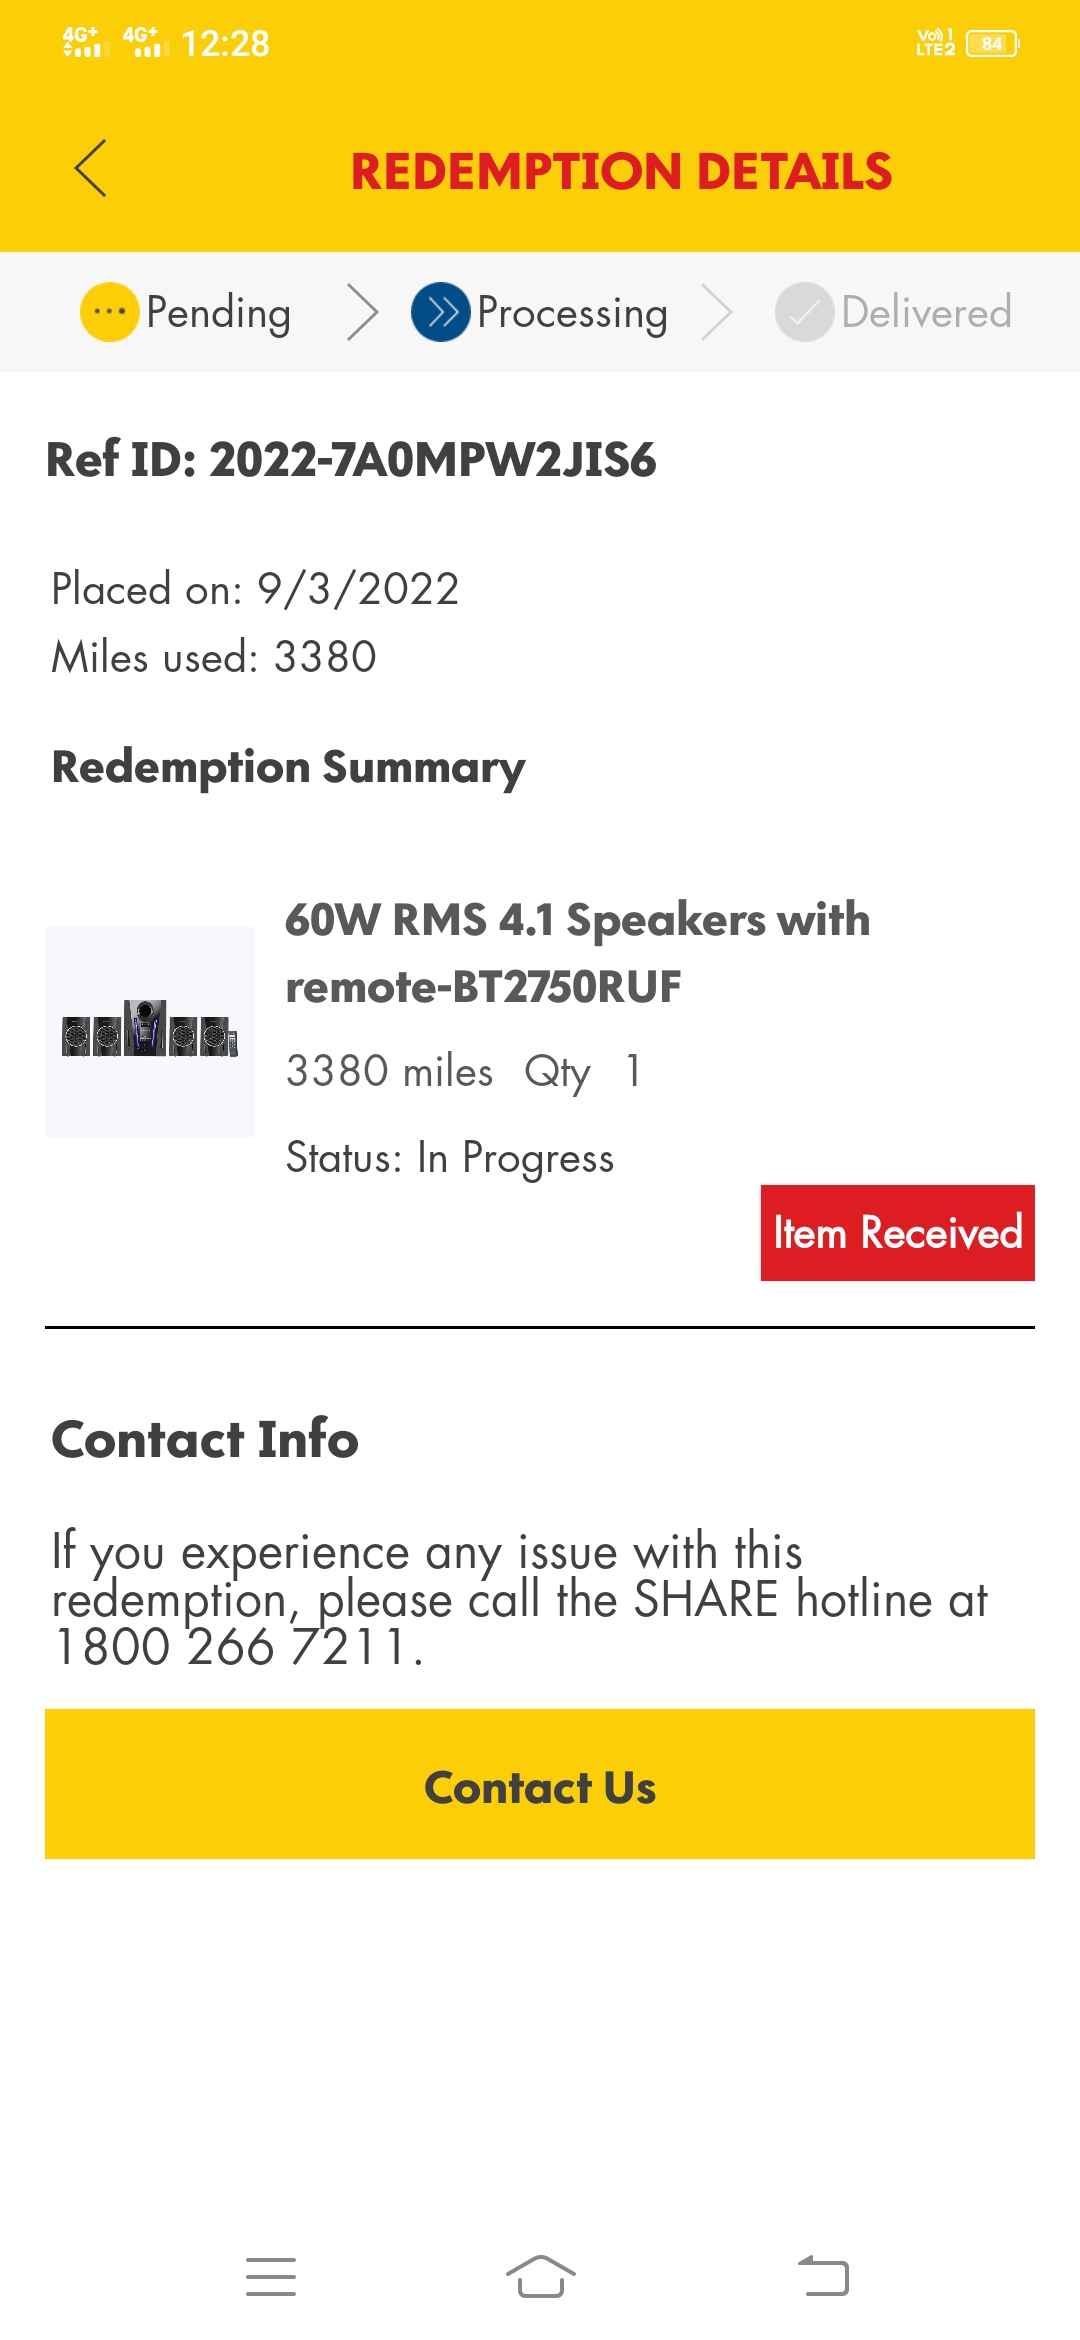 4G+ 4G+ 12:28 Vo) 1 LTE2 84
REDEMPTION DETAILS
Pending Processing Delivered
Ref ID: 2022-7A0MPW2JIS6
Placed on: 9/3/2022
Miles used: 3380
Redemption Summary
60W RMS 4.1 Speakers with
remote-BT2750RUF
3380 miles Qty 1
Status: In Progress
Item Received
Contact Info
If you experience any issue with this
redemption, please call the SHARE hotline at
1800 266 7211.
Contact Us